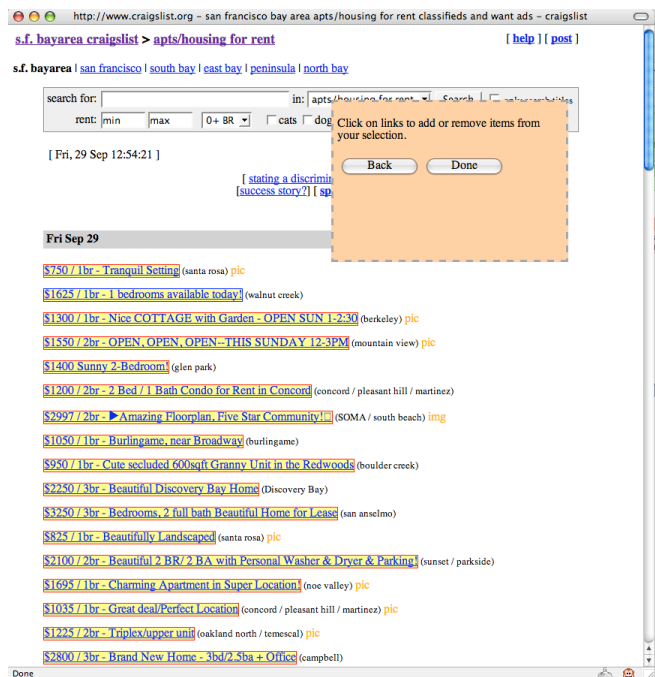 http://www.craigslist.org – san francisco bay area apts/housing for rent classifieds and want ads – craigslist
s.f. bayarea craigslist > apts/housing for rent [ help ] [ post ]
s.f. bayarea | san francisco | south bay | east bay | peninsula | north bay
search for: in: apts/housing for rent Search only search titles
rent: min max 0+ BR cats dog
Click on links to add or remove items from
your selection.
Back Done
[ Fri, 29 Sep 12:54:21 ]
[ stating a discrimin
[success story?] [ sp
Fri Sep 29
$750 / 1br - Tranquil Setting (santa rosa) pic
$1625 / 1br - 1 bedrooms available today! (walnut creek)
$1300 / 1br - Nice COTTAGE with Garden - OPEN SUN 1-2:30 (berkeley) pic
$1550 / 2br - OPEN, OPEN, OPEN--THIS SUNDAY 12-3PM (mountain view) pic
$1400 Sunny 2-Bedroom! (glen park)
$1200 / 2br - 2 Bed / 1 Bath Condo for Rent in Concord (concord / pleasant hill / martinez)
$2997 / 2br - ▶Amazing Floorplan, Five Star Community!□ (SOMA / south beach) img
$1050 / 1br - Burlingame, near Broadway (burlingame)
$950 / 1br - Cute secluded 600sqft Granny Unit in the Redwoods (boulder creek)
$2250 / 3br - Beautiful Discovery Bay Home (Discovery Bay)
$3250 / 3br - Bedrooms, 2 full bath Beautiful Home for Lease (san anselmo)
$825 / 1br - Beautifully Landscaped (santa rosa) pic
$2100 / 2br - Beautiful 2 BR/ 2 BA with Personal Washer & Dryer & Parking! (sunset / parkside)
$1695 / 1br - Charming Apartment in Super Location! (noe valley) pic
$1035 / 1br - Great deal/Perfect Location (concord / pleasant hill / martinez) pic
$1225 / 2br - Triplex/upper unit (oakland north / temescal) pic
$2800 / 3br - Brand New Home - 3bd/2.5ba + Office (campbell)
Done